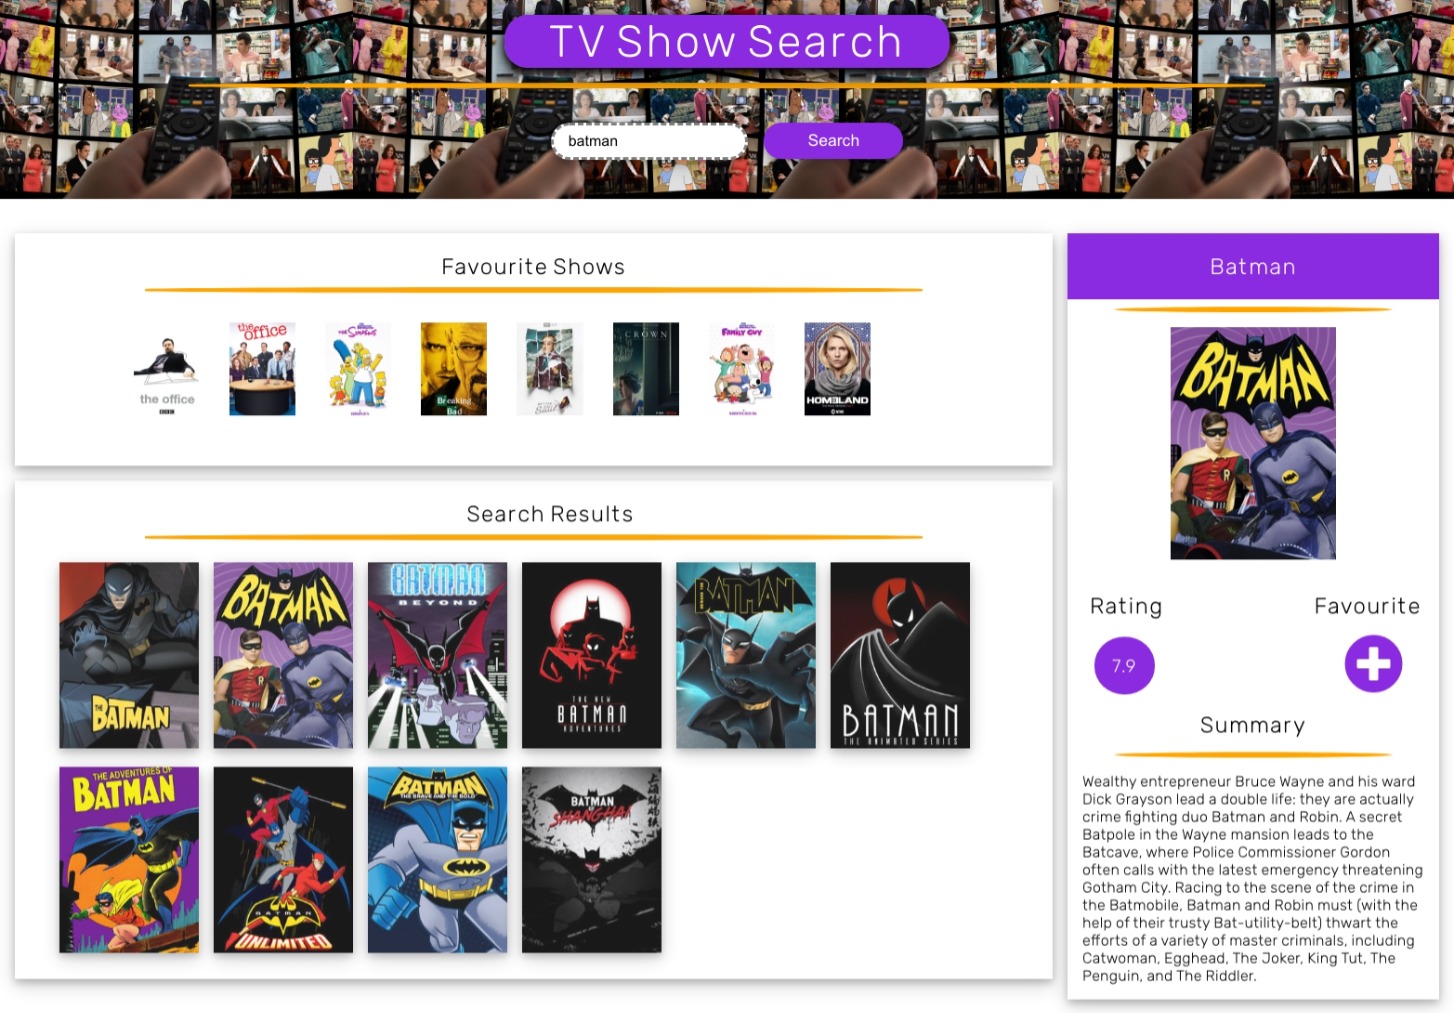 TV Show Search
batman
Search
Favourite Shows
the office
BBC
the office
THE SIMPSONS
Breaking
Bad
CROWN
FAMILY GUY
HOMELAND
Search Results
THE
BATMAN
BATMAN
BATMAN
BEYOND
THE NEW
BATMAN
ADVENTURES
BEWARE THE
BATMAN
BATMAN
THE ANIMATED SERIES
THE ADVENTURES OF
BATMAN
BATMAN
UNLIMITED
BATMAN
THE BRAVE AND THE BOLD
BATMAN
OF
SHANGHAI
Batman
BATMAN
Rating
Favourite
7.9
Summary
Wealthy entrepreneur Bruce Wayne and his ward
Dick Grayson lead a double life: they are actually
crime fighting duo Batman and Robin. A secret
Batpole in the Wayne mansion leads to the
Batcave, where Police Commissioner Gordon
often calls with the latest emergency threatening
Gotham City. Racing to the scene of the crime in
the Batmobile, Batman and Robin must (with the
help of their trusty Bat-utility-belt) thwart the
efforts of a variety of master criminals, including
Catwoman, Egghead, The Joker, King Tut, The
Penguin, and The Riddler.